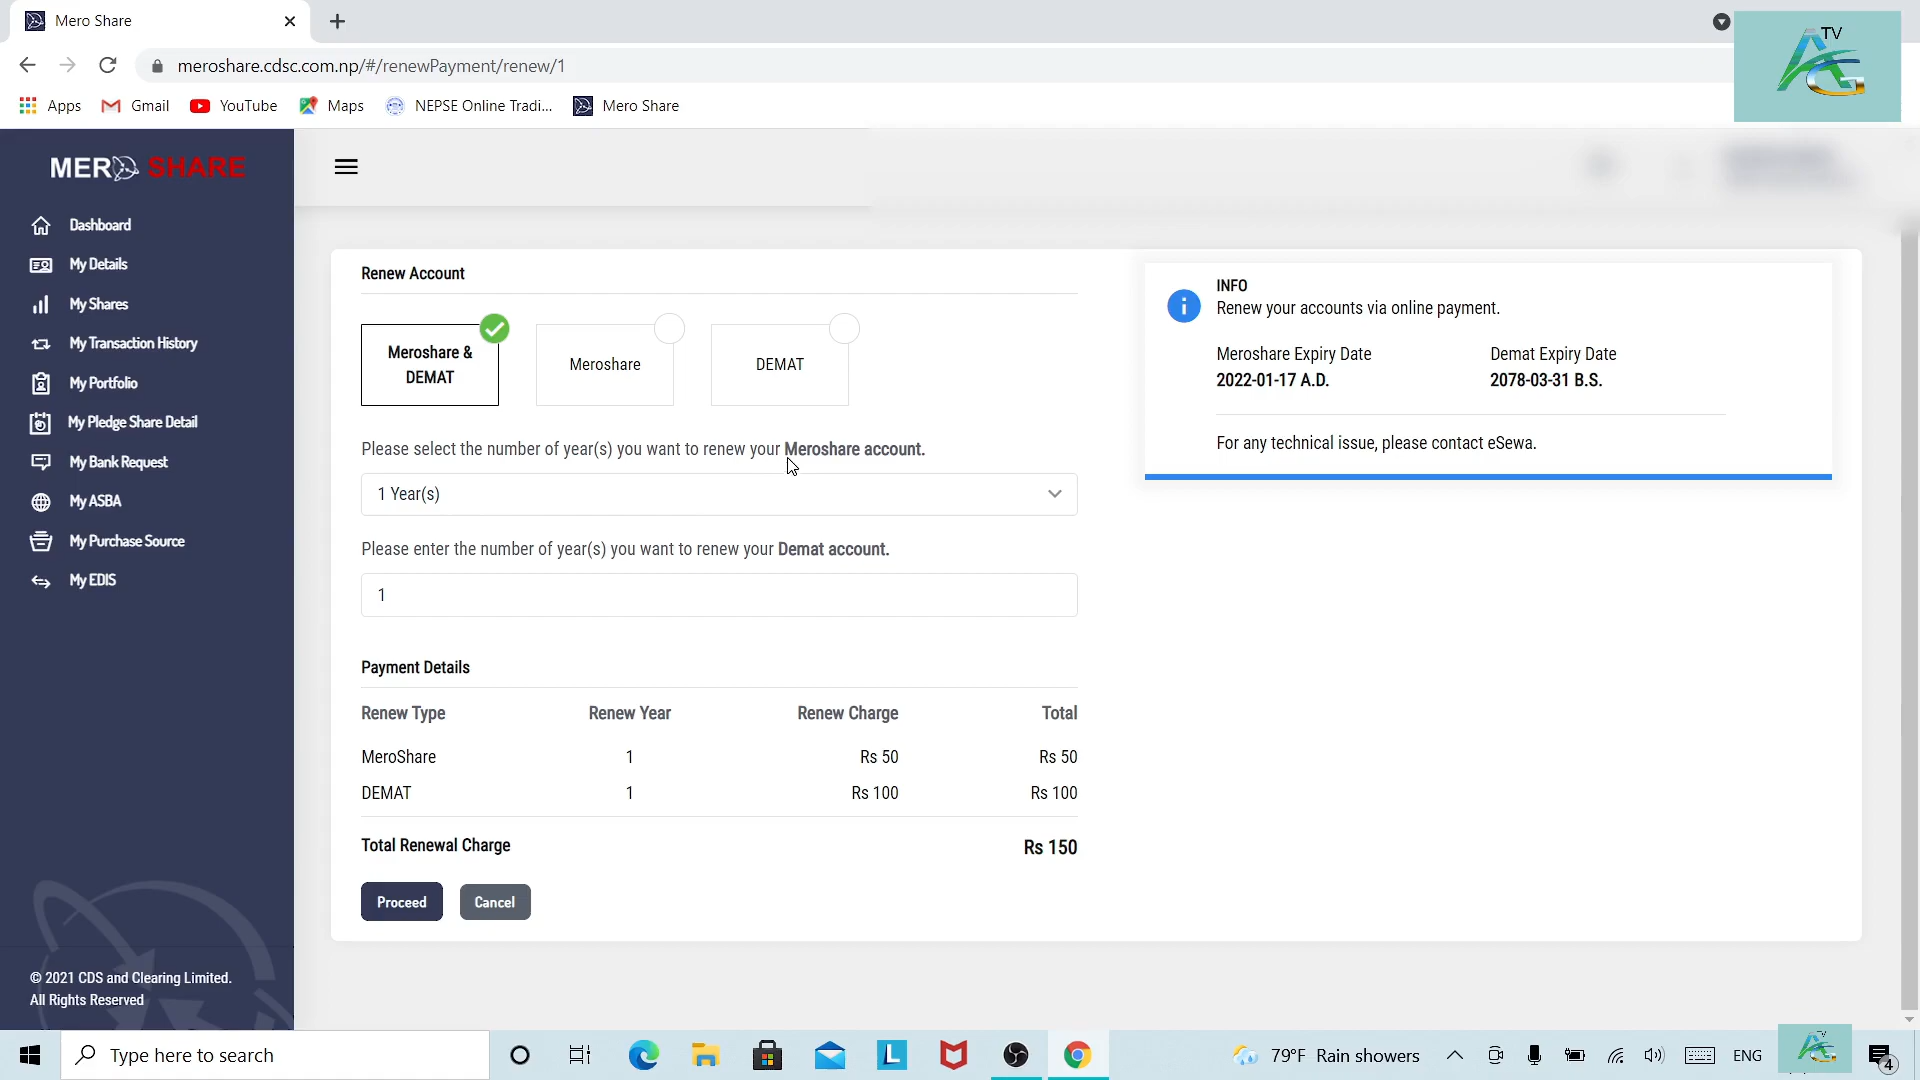 Mero Share
TV
meroshare.cdsc.com.np/#/renewPayment/renew/1
Apps
Gmail
YouTube
Maps
NEPSE Online Tradi...
Mero Share
MERO SHARE
Dashboard
My Details
My Shares
My Transaction History
My Portfolio
My Pledge Share Detail
My Bank Request
My ASBA
My Purchase Source
My EDIS
© 2021 CDS and Clearing Limited.
All Rights Reserved
Renew Account
Meroshare &
DEMAT
Meroshare
DEMAT
Please select the number of year(s) you want to renew your Meroshare account.
1 Year(s)
Please enter the number of year(s) you want to renew your Demat account.
1
Payment Details
Renew Type Renew Year Renew Charge Total
MeroShare 1 Rs 50 Rs 50
DEMAT 1 Rs 100 Rs 100
Total Renewal Charge Rs 150
Proceed
Cancel
INFO
Renew your accounts via online payment.
Meroshare Expiry Date Demat Expiry Date
2022-01-17 A.D. 2078-03-31 B.S.
For any technical issue, please contact eSewa.
Type here to search
L
79°F Rain showers
ENG
4